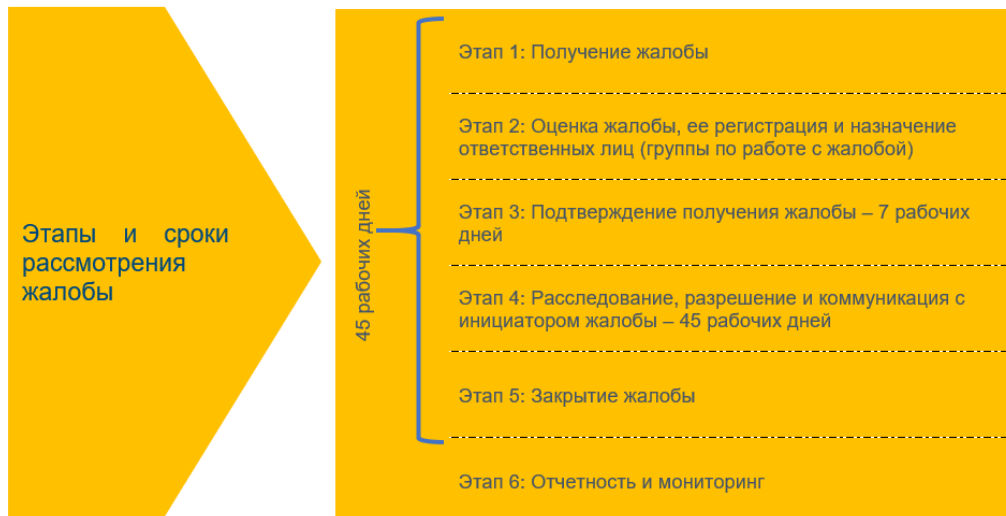 Этапы и сроки
рассмотрения
жалобы
45 рабочих дней
Этап 1: Получение жалобы
Этап 2: Оценка жалобы, ее регистрация и назначение
ответственных лиц (группы по работе с жалобой)
Этап 3: Подтверждение получения жалобы – 7 рабочих
дней
Этап 4: Расследование, разрешение и коммуникация с
инициатором жалобы – 45 рабочих дней
Этап 5: Закрытие жалобы
Этап 6: Отчетность и мониторинг